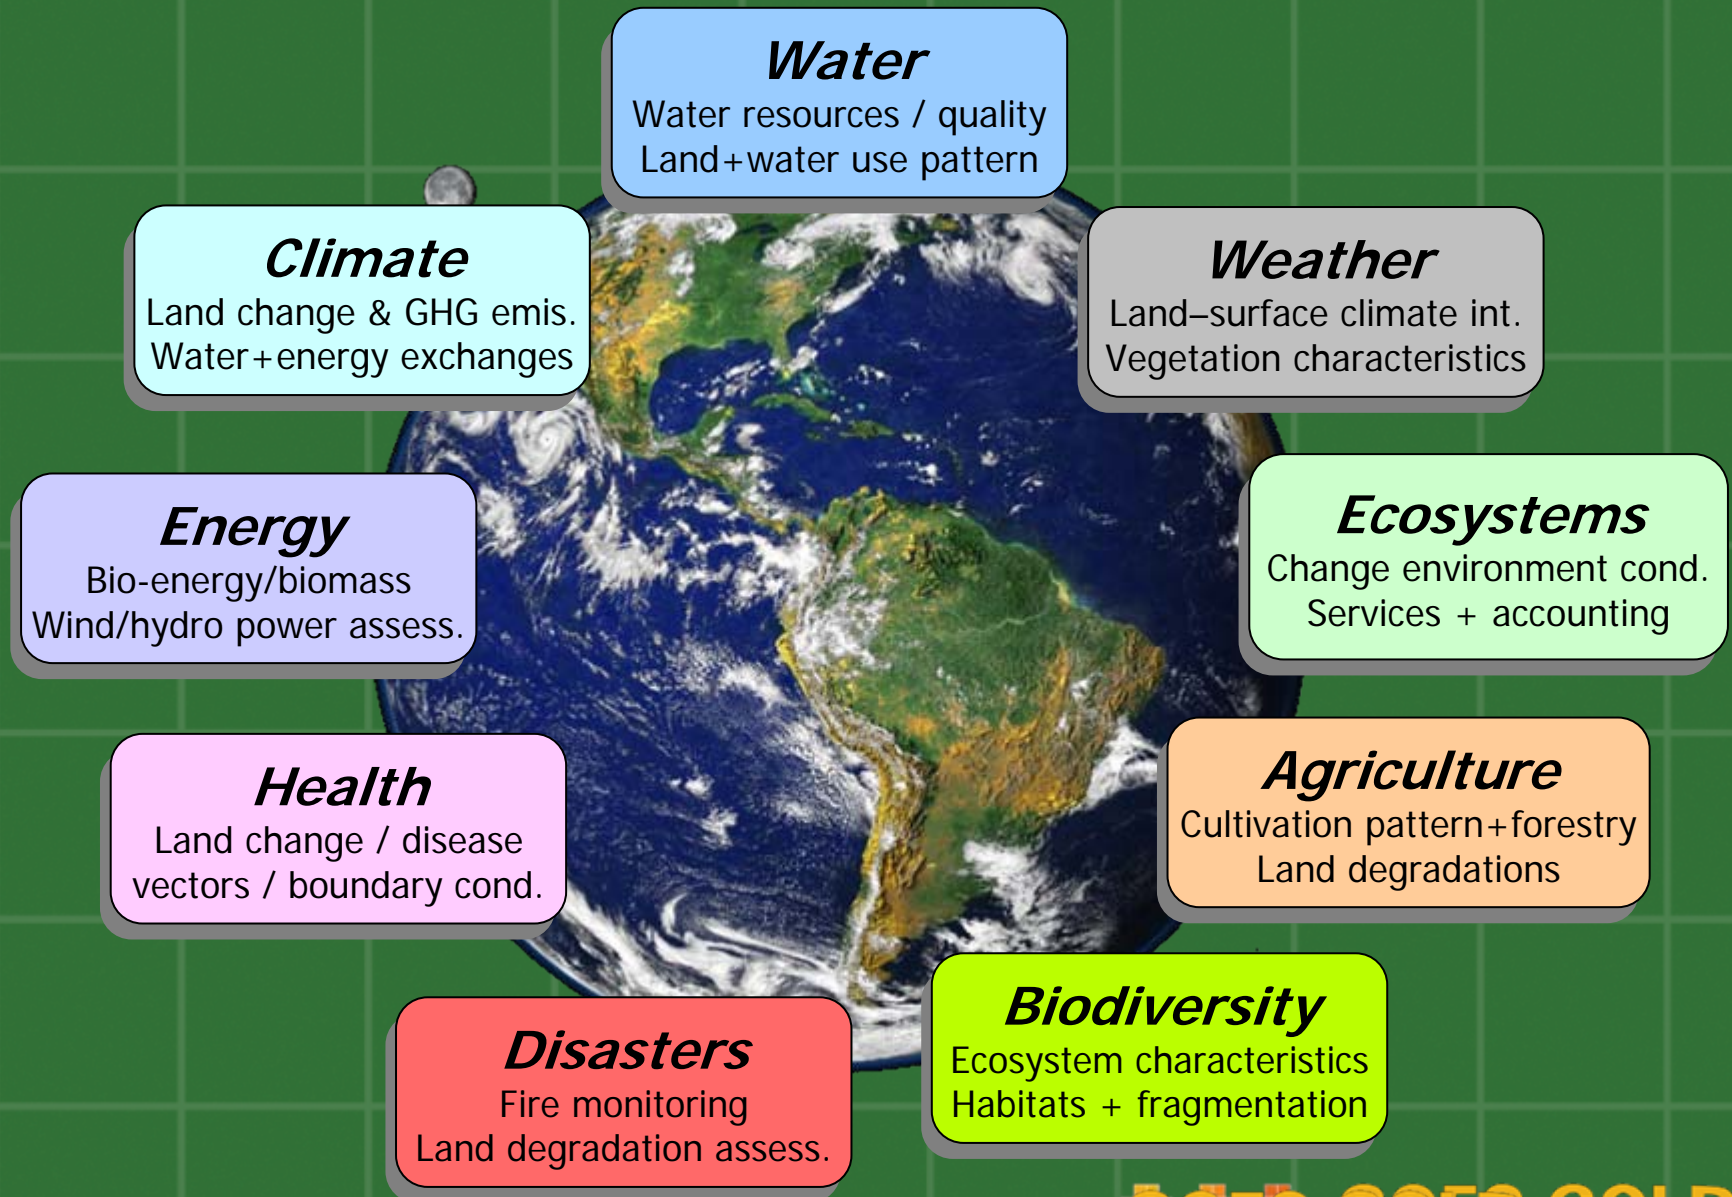 Water
Water resources / quality
Land+water use pattern
Climate
Land change & GHG emis.
Water+energy exchanges
Weather
Land–surface climate int.
Vegetation characteristics
Energy
Bio-energy/biomass
Wind/hydro power assess.
Ecosystems
Change environment cond.
Services + accounting
Health
Land change / disease
vectors / boundary cond.
Agriculture
Cultivation pattern+forestry
Land degradations
Disasters
Fire monitoring
Land degradation assess.
Biodiversity
Ecosystem characteristics
Habitats + fragmentation